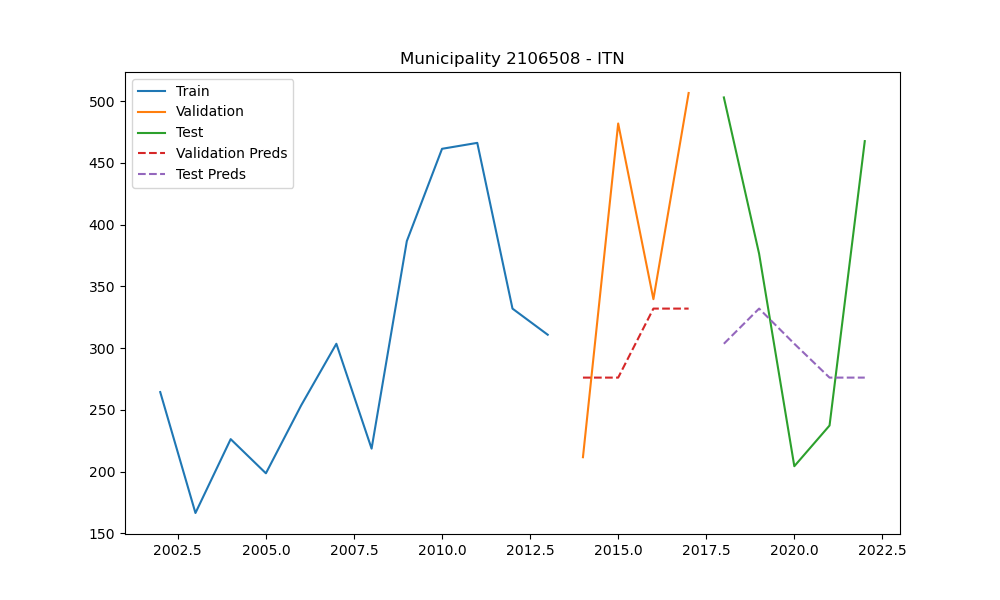 Municipality 2106508 - ITN
Train
Validation
Test
Validation Preds
Test Preds
500
450
400
350
300
250
200
150
2002.5 2005.0 2007.5 2010.0 2012.5 2015.0 2017.5 2020.0 2022.5